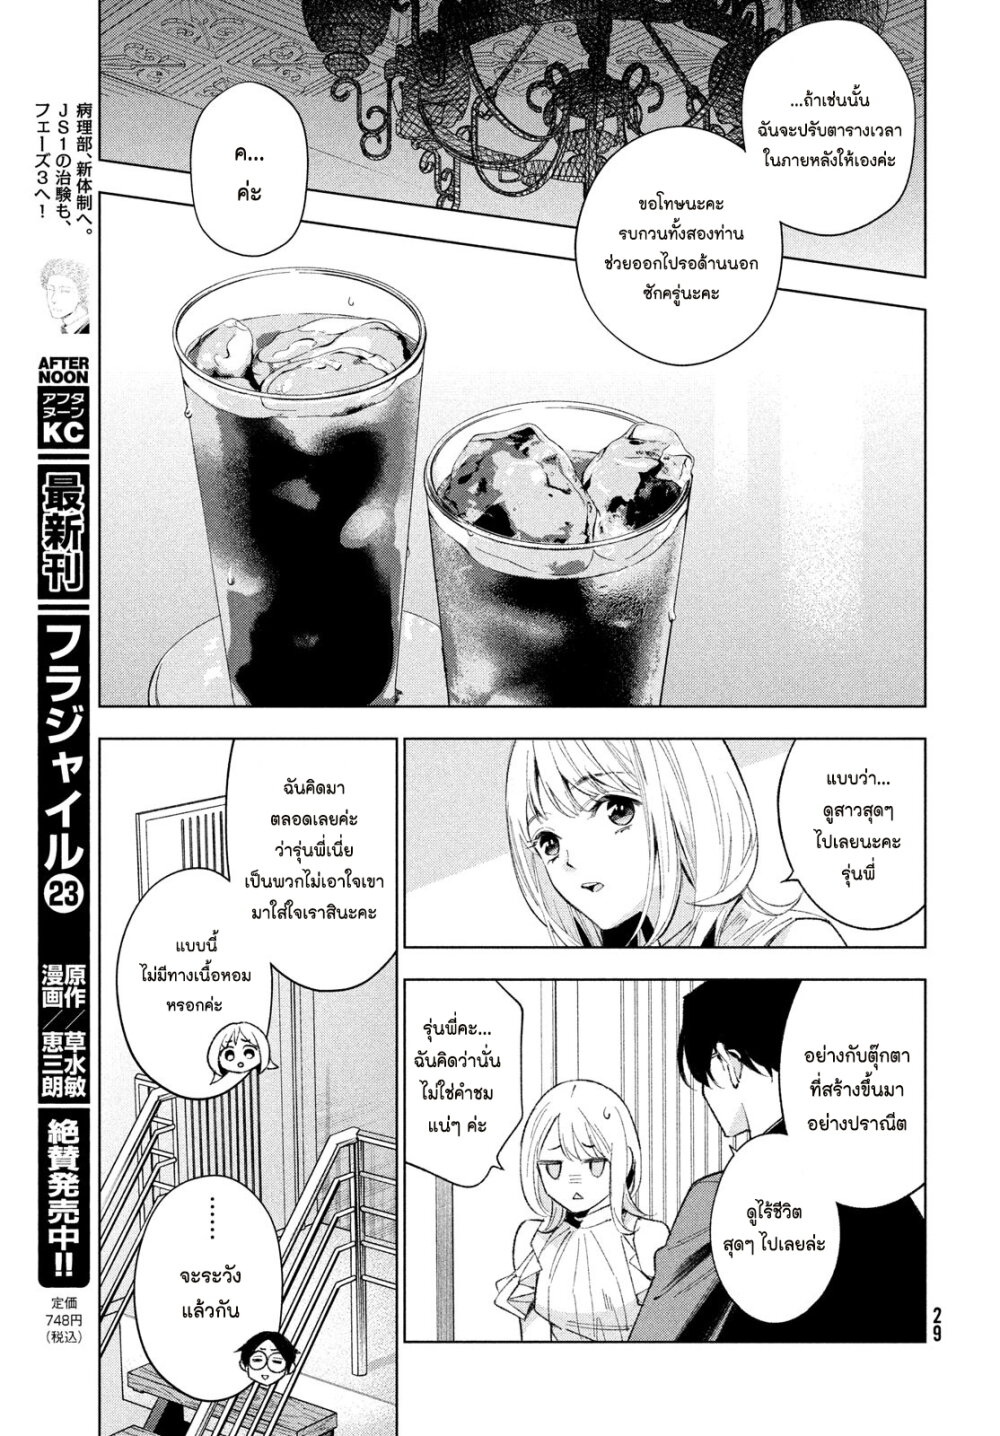 ...ถ้าเช่นนั้น
ฉันจะปรับตารางเวลา
ในภายหลังให้เองค่ะ
ขอโทษนะคะ
รบกวนทั้งสองท่าน
ช่วยออกไปรอด้านนอก
ซักครู่นะคะ
ค...
ค่ะ
แบบว่า...
ดูสาวสุดๆ
ไปเลยนะคะ
รุ่นพี่
อย่างกับตุ๊กตา
ที่สร้างขึ้นมา
อย่างปราณีต
ดูไร้ชีวิต
สุดๆ ไปเลยล่ะ
รุ่นพี่คะ...
ฉันคิดว่านั่น
ไม่ใช่คำชม
แน่ๆ ค่ะ
ฉันคิดมา
ตลอดเลยค่ะ
ว่ารุ่นพี่เนี่ย
เป็นพวกไม่เอาใจเขา
มาใส่ใจเราสินะคะ
แบบนี้
ไม่มีทางเนื้อหอม
หรอกค่ะ
......
จะระวัง
แล้วกัน
29
病理部、新体制へ。
JS1の治験も、
フェーズ3へ!
AFTER
NOON
アフタ
ヌーン
KC
最新刊
フラジャイル23
原作/草水敏
漫画/恵三朗
絶賛発売中!!
定価
748円
(税込)